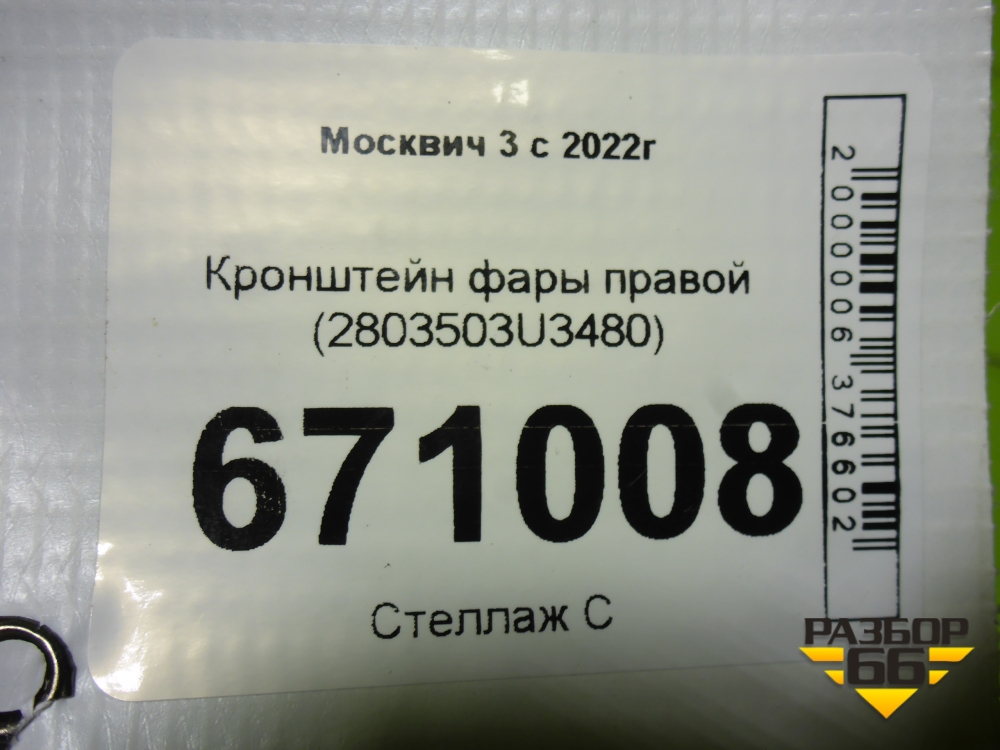 Москвич 3 с 2022г
Кронштейн фары правой
(2803503U3480)
671008
Стеллаж С
2 000006 376602
РАЗБОР
66